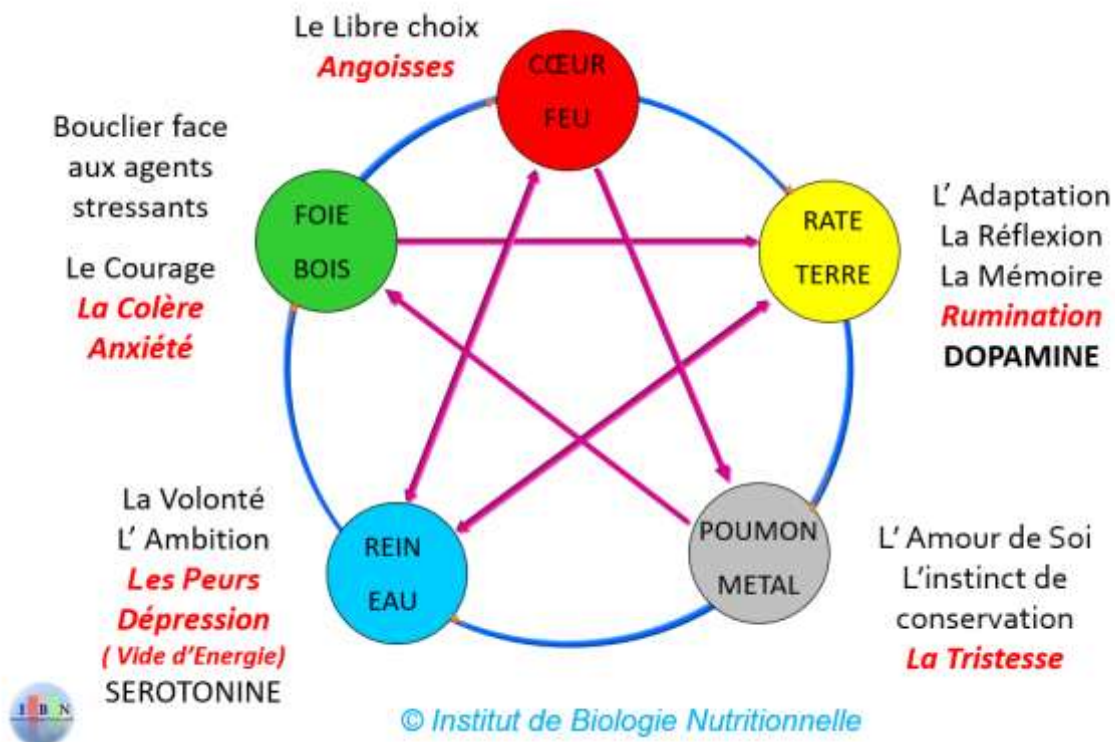 Le Libre choix
Angoisses
CŒUR
FEU
Bouclier face
aux agents
stressants
Le Courage
La Colère
Anxiété
FOIE
BOIS
RATE
TERRE
L' Adaptation
La Réflexion
La Mémoire
Rumination
DOPAMINE
La Volonté
L' Ambition
Les Peurs
Dépression
( Vide d'Energie)
SEROTONINE
REIN
EAU
POUMON
METAL
L' Amour de Soi
L'instinct de
conservation
La Tristesse
I B N
© Institut de Biologie Nutritionnelle